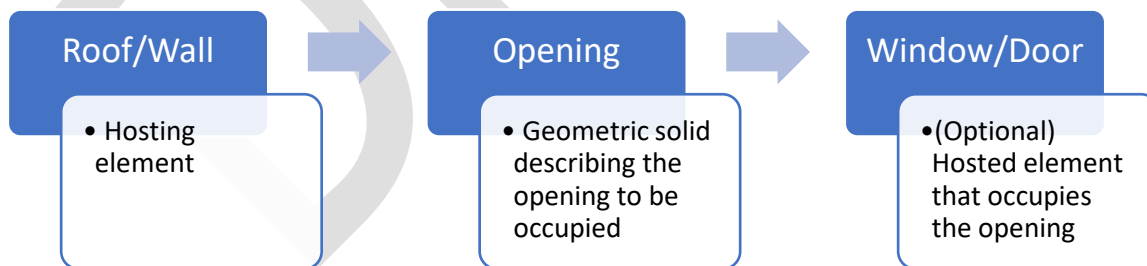 Roof/Wall
• Hosting
element
Opening
• Geometric solid
describing the
opening to be
occupied
Window/Door
•(Optional)
Hosted element
that occupies
the opening